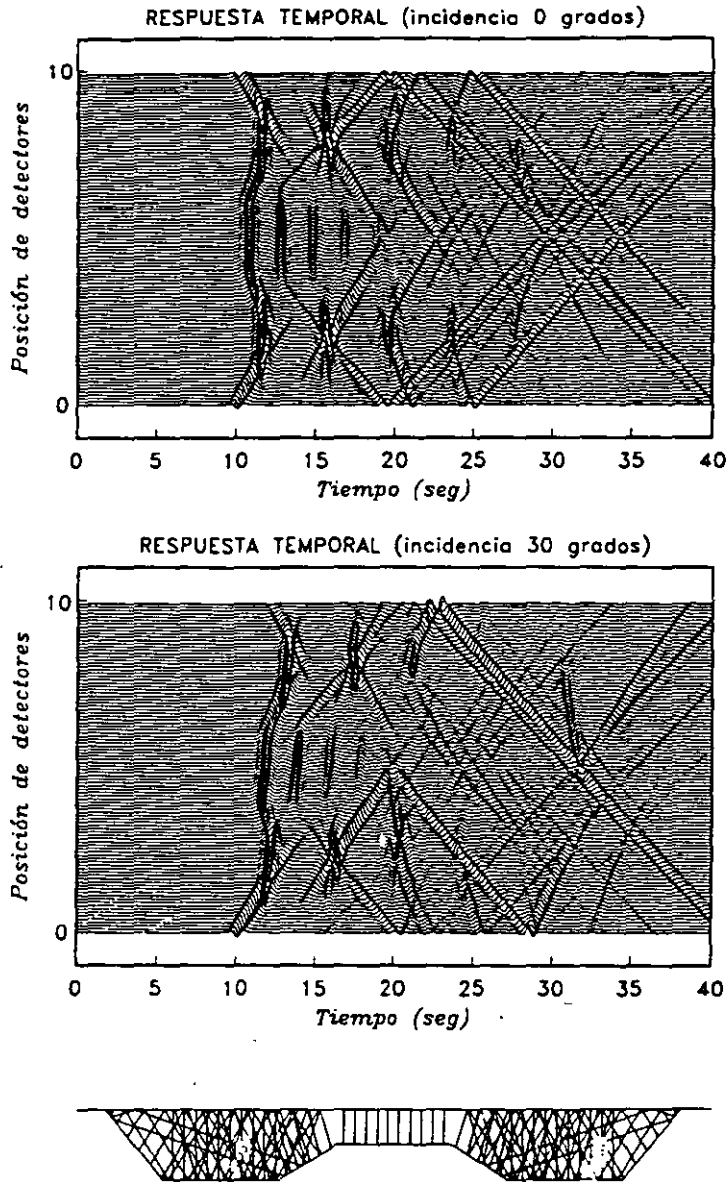 RESPUESTA TEMPORAL (incidencia 0 grados)
10
0
Posición de detectores
0 5 10 15 20 25 30 35 40
Tiempo (seg)
RESPUESTA TEMPORAL (incidencia 30 grados)
10
0
Posición de detectores
0 5 10 15 20 25 30 35 40
Tiempo (seg)